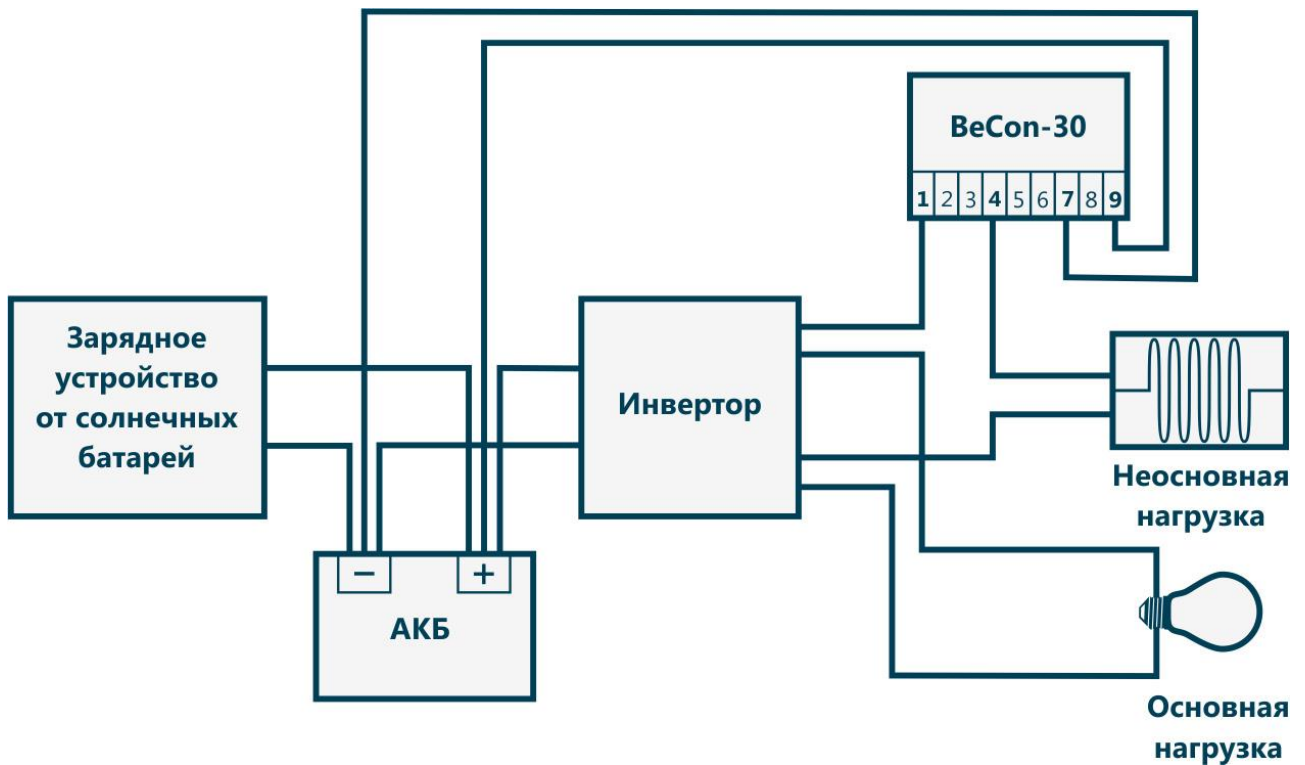 BeCon-30
1 2 3 4 5 6 7 8 9
Зарядное
устройство
от солнечных
батарей
Инвертор
Неосновная
нагрузка
− +
АКБ
Основная
нагрузка